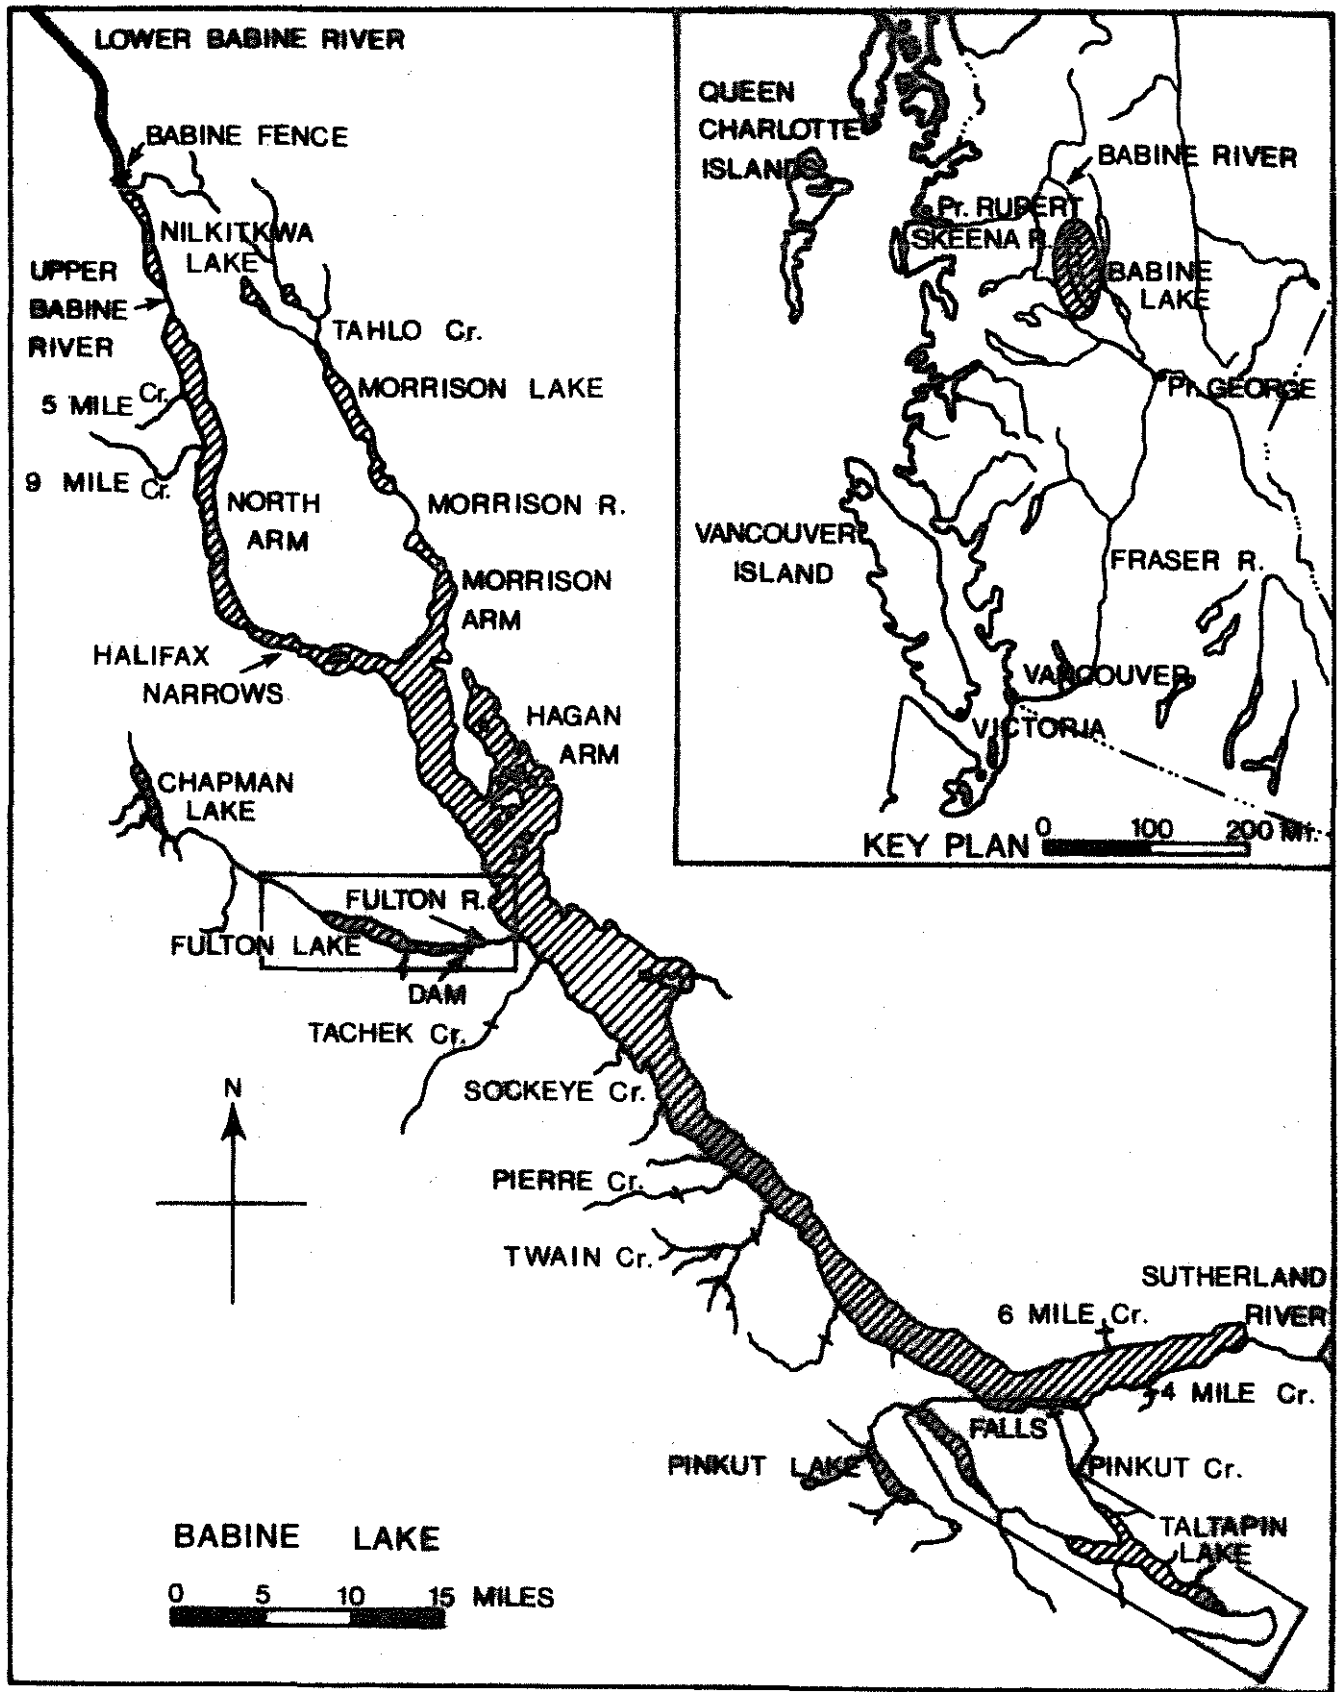 LOWER BABINE RIVER
BABINE FENCE
NILKITKWA
LAKE
UPPER
BABINE
RIVER
TAHLO Cr.
MORRISON LAKE
5 MILE Cr.
9 MILE Cr.
NORTH
ARM
MORRISON R.
MORRISON
ARM
HALIFAX
NARROWS
HAGAN
ARM
CHAPMAN
LAKE
FULTON R.
FULTON LAKE
DAM
TACHEK Cr.
SOCKEYE Cr.
N
PIERRE Cr.
TWAIN Cr.
SUTHERLAND
RIVER
6 MILE Cr.
4 MILE Cr.
FALLS
PINKUT LAKE
PINKUT Cr.
TALTAPIN
LAKE
BABINE LAKE
0 5 10 15 MILES
QUEEN
CHARLOTTE
ISLANDS
BABINE RIVER
Pr. RUPERT
SKEENA R.
BABINE
LAKE
Pr. GEORGE
VANCOUVER
ISLAND
FRASER R.
VANCOUVER
VICTORIA
KEY PLAN
0 100 200 Mi.